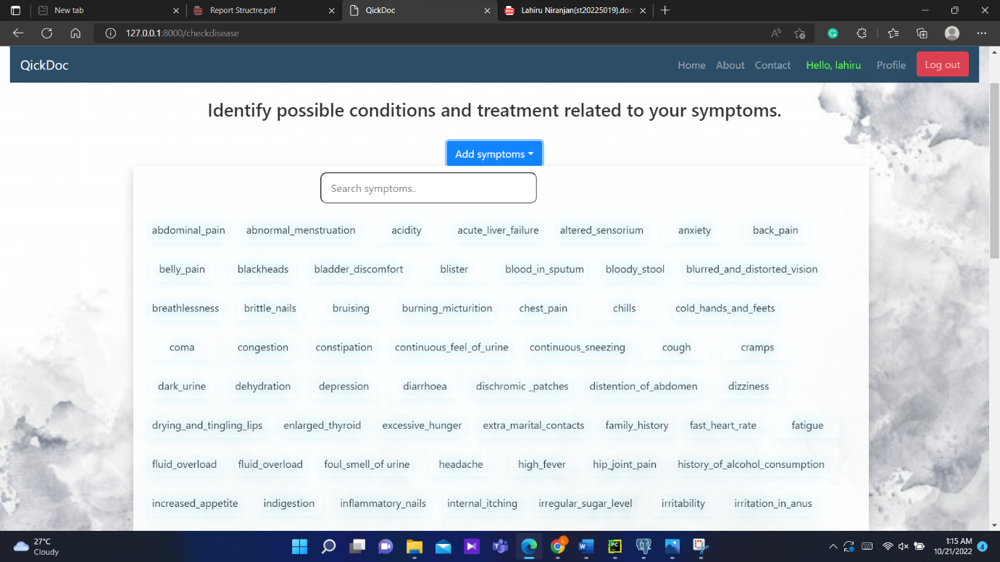 New tab Report Structre.pdf QickDoc Lahiru Niranjan(st20225019).doc
127.0.0.1:8000/checkdisease
QickDoc Home About Contact Hello, lahiru Profile Log out
Identify possible conditions and treatment related to your symptoms.
Add symptoms
Search symptoms..
abdominal_pain abnormal_menstruation acidity acute_liver_failure altered_sensorium anxiety back_pain
belly_pain blackheads bladder_discomfort blister blood_in_sputum bloody_stool blurred_and_distorted_vision
breathlessness brittle_nails bruising burning_micturition chest_pain chills cold_hands_and_feets
coma congestion constipation continuous_feel_of_urine continuous_sneezing cough cramps
dark_urine dehydration depression diarrhoea dischromic _patches distention_of_abdomen dizziness
drying_and_tingling_lips enlarged_thyroid excessive_hunger extra_marital_contacts family_history fast_heart_rate fatigue
fluid_overload fluid_overload foul_smell_of urine headache high_fever hip_joint_pain history_of_alcohol_consumption
increased_appetite indigestion inflammatory_nails internal_itching irregular_sugar_level irritability irritation_in_anus
27°C
Cloudy
1:15 AM
10/21/2022
4